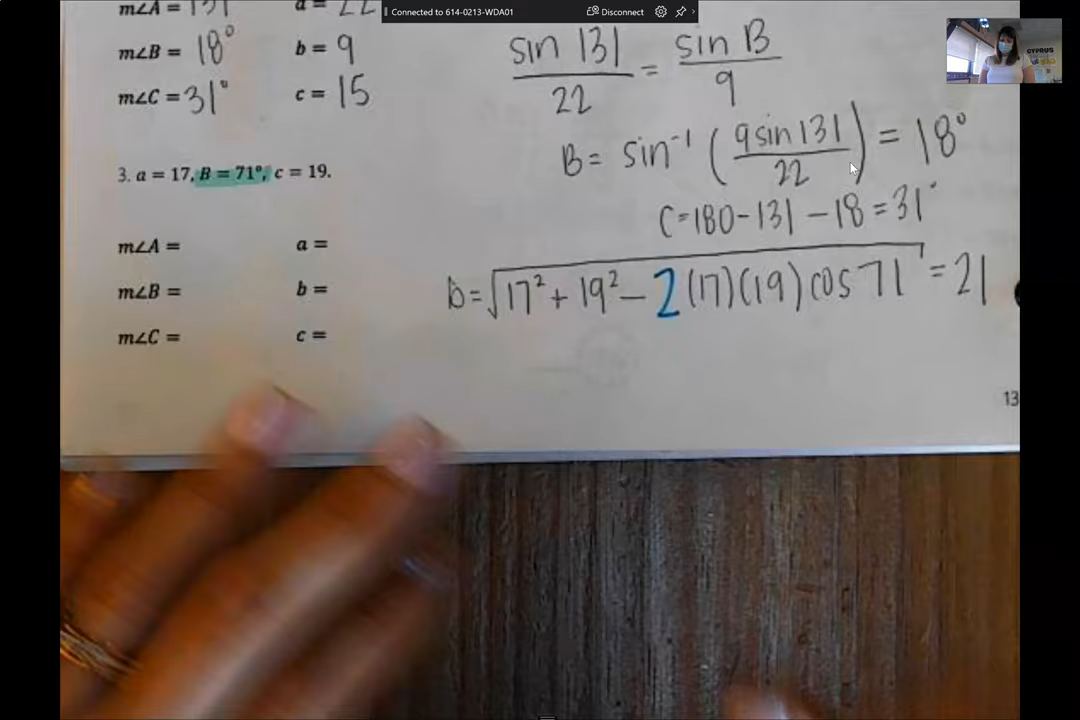 Connected to 614-0213-WDA01
Disconnect
m∠A = 131 a = 22
m∠B = 18° b = 9
m∠C = 31° c = 15
sin 131 / 22 = sin B / 9
B = sin⁻¹ (9 sin 131 / 22) = 18°
C = 180 - 131 - 18 = 31°
3. a = 17, B = 71°, c = 19.
m∠A = a =
m∠B = b =
m∠C = c =
b = √17² + 19² - 2 (17)(19) cos 71 = 21
13
CYPRUS